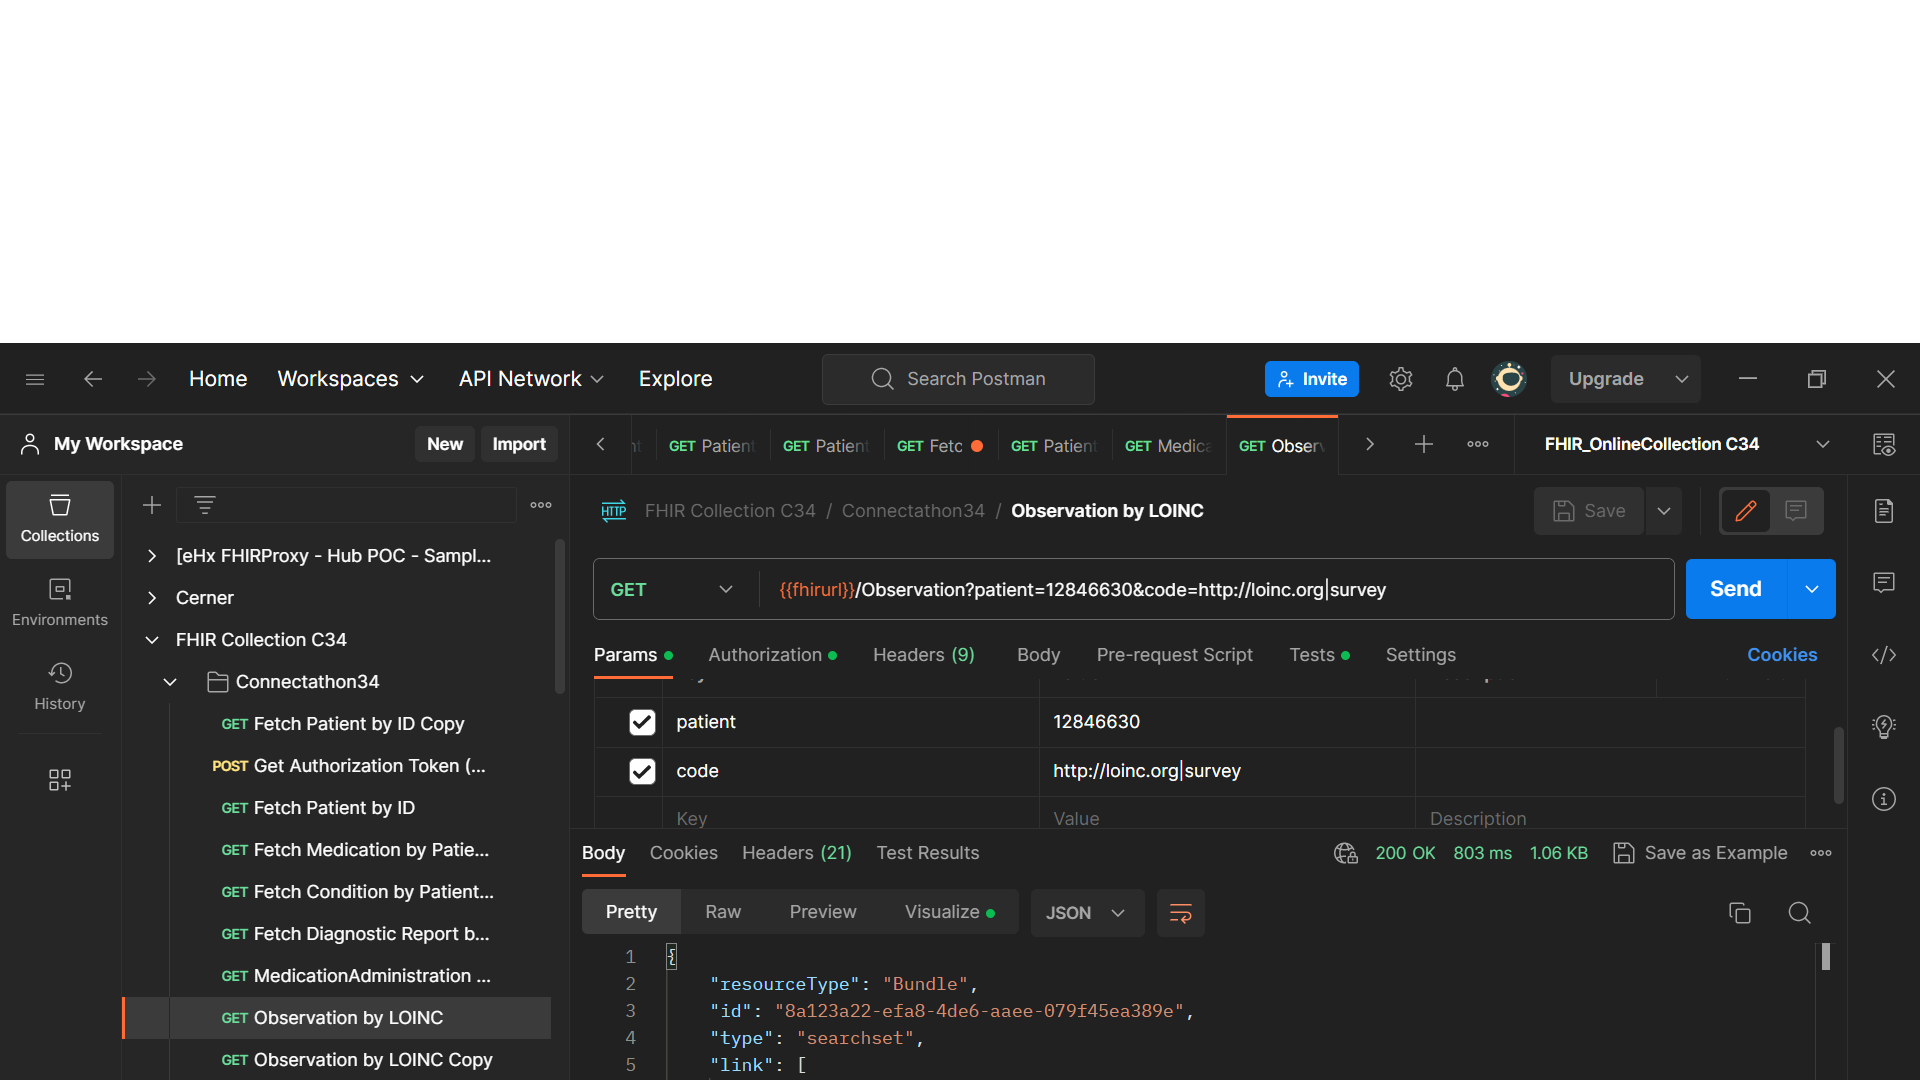 Home Workspaces API Network Explore Search Postman Invite Upgrade
My Workspace New Import GET Patient GET Patient GET Fetc GET Patient GET Medica GET Observ FHIR_OnlineCollection C34
Collections
Environments
History
[eHx FHIRProxy - Hub POC - Sampl...
Cerner
FHIR Collection C34
Connectathon34
GET Fetch Patient by ID Copy
POST Get Authorization Token (...
GET Fetch Patient by ID
GET Fetch Medication by Patie...
GET Fetch Condition by Patient...
GET Fetch Diagnostic Report b...
GET MedicationAdministration ...
GET Observation by LOINC
GET Observation by LOINC Copy
HTTP FHIR Collection C34 / Connectathon34 / Observation by LOINC Save
GET {{fhirurl}}/Observation?patient=12846630&code=http://loinc.org|survey Send
Params Authorization Headers (9) Body Pre-request Script Tests Settings Cookies
patient 12846630
code http://loinc.org|survey
Key Value Description
Body Cookies Headers (21) Test Results 200 OK 803 ms 1.06 KB Save as Example
Pretty Raw Preview Visualize JSON
1 {
2 "resourceType": "Bundle",
3 "id": "8a123a22-efa8-4de6-aaee-079f45ea389e",
4 "type": "searchset",
5 "link": [